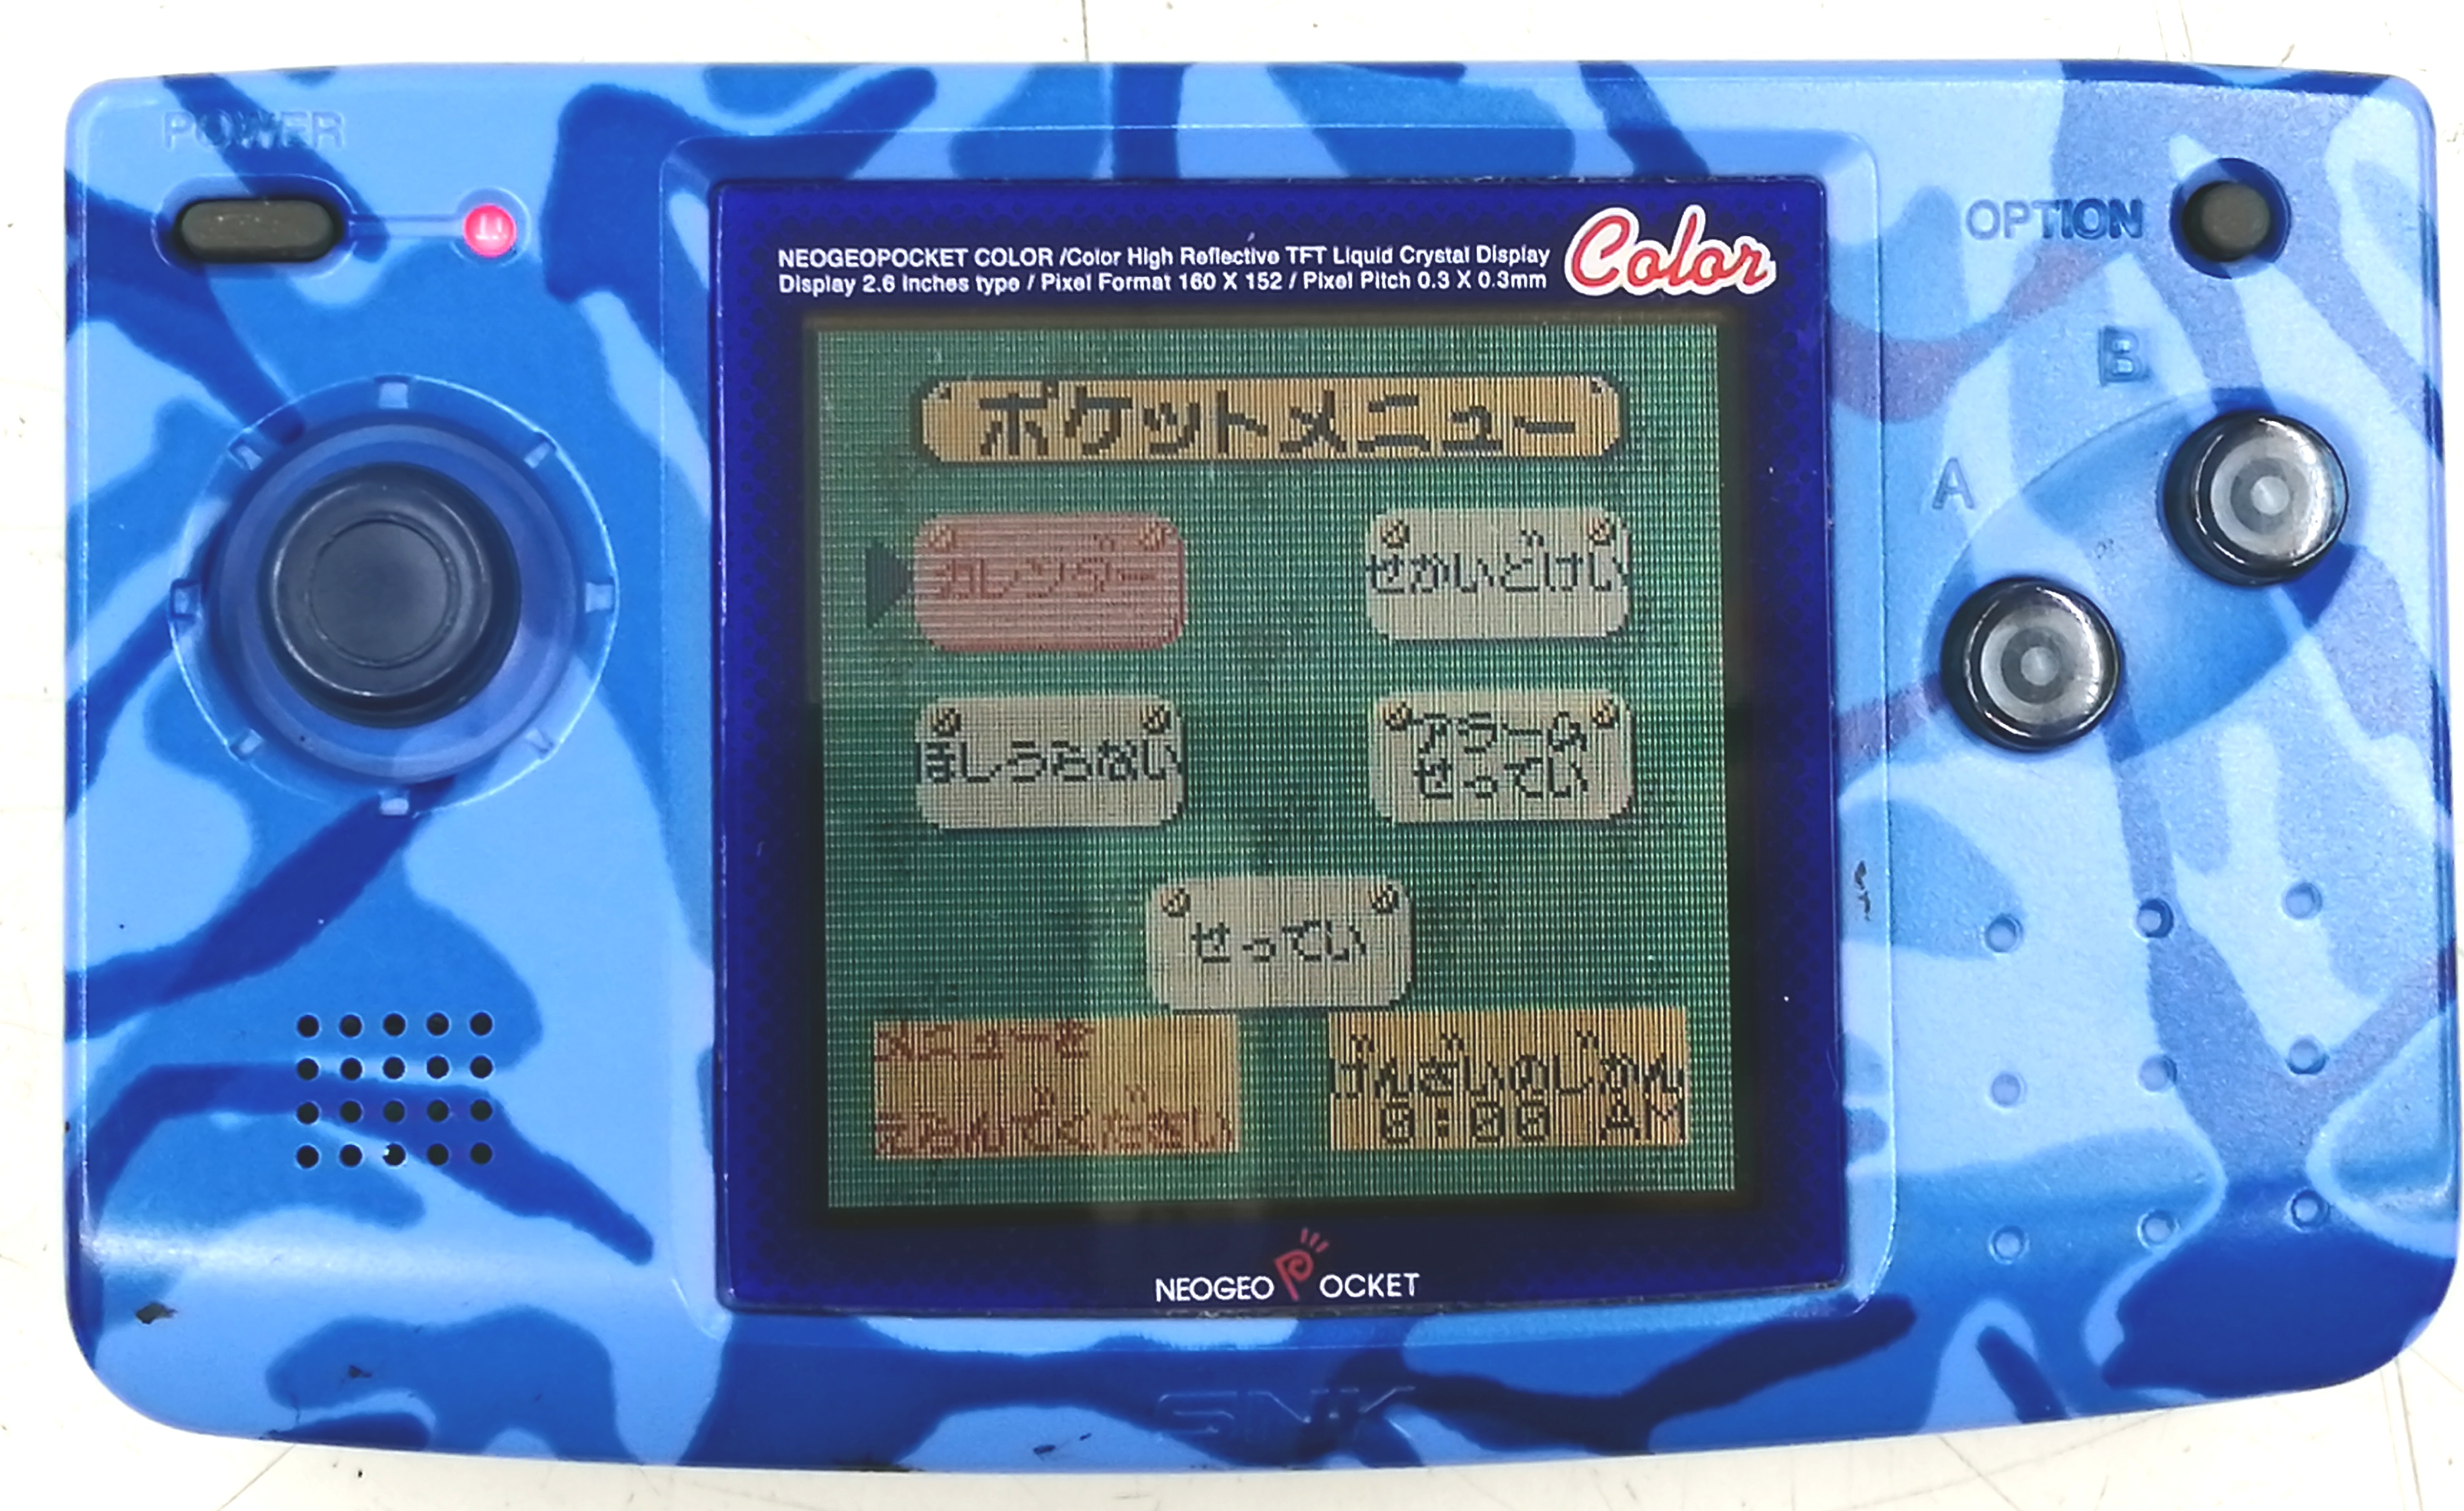 POWER
OPTION
NEOGEOPOCKET COLOR /Color High Reflective TFT Liquid Crystal Display
Display 2.6 inches type / Pixel Format 160 X 152 / Pixel Pitch 0.3 X 0.3mm
Color
B
A
ポケットメニュー
カレンダー
せかいどけい
ほしうらない
アラーム
せってい
せってい
メニューを
えらんでください
げんざいのじかん
0:00 AM
NEOGEO POCKET
SNK